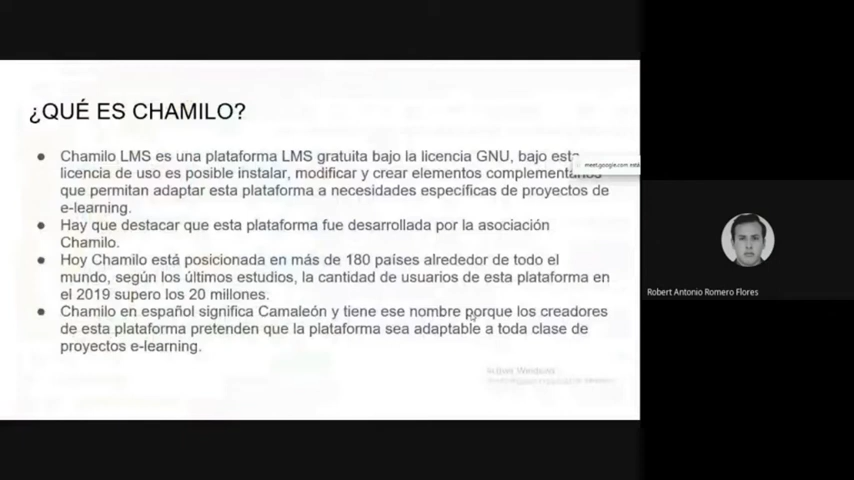 ¿QUÉ ES CHAMILO?
● Chamilo LMS es una plataforma LMS gratuita bajo la licencia GNU, bajo esta
licencia de uso es posible instalar, modificar y crear elementos complementarios
que permitan adaptar esta plataforma a necesidades específicas de proyectos de
e-learning.
● Hay que destacar que esta plataforma fue desarrollada por la asociación
Chamilo.
● Hoy Chamilo está posicionada en más de 180 países alrededor de todo el
mundo, según los últimos estudios, la cantidad de usuarios de esta plataforma en
el 2019 supero los 20 millones.
● Chamilo en español significa Camaleón y tiene ese nombre porque los creadores
de esta plataforma pretenden que la plataforma sea adaptable a toda clase de
proyectos e-learning.
meet.google.com está
Robert Antonio Romero Flores